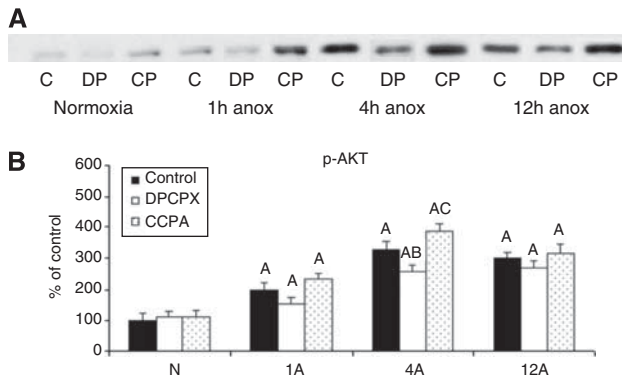 A
C DP CP C DP CP C DP CP C DP CP
Normoxia 1h anox 4h anox 12h anox
B
p-AKT
600
500
400
300
200
100
0
% of control
Control
DPCPX
CCPA
A A A
A AB AC
A A A
N 1A 4A 12A